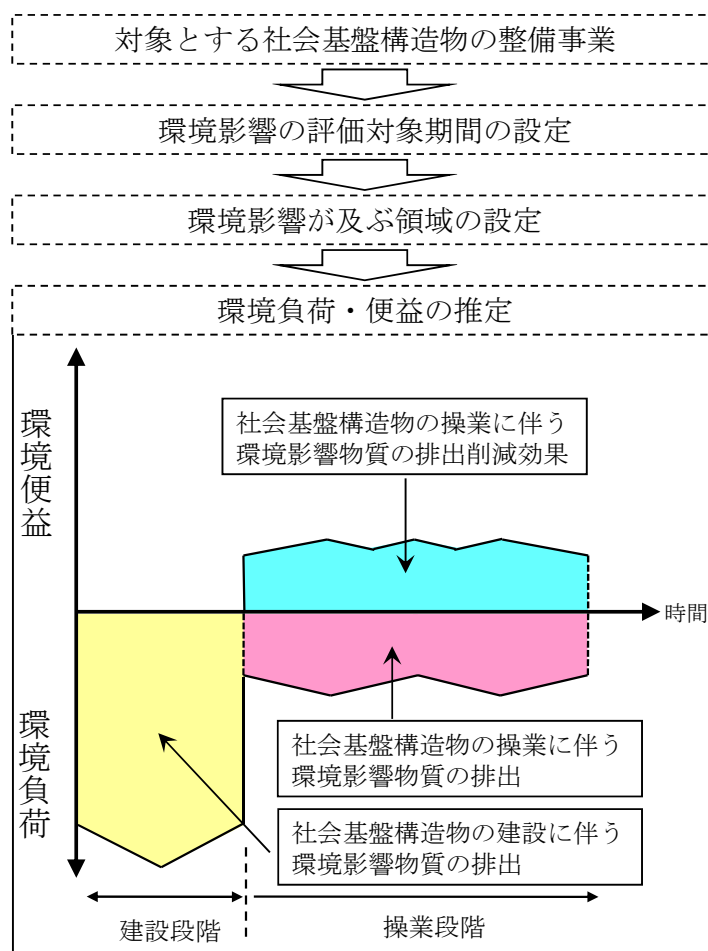 対象とする社会基盤構造物の整備事業
環境影響の評価対象期間の設定
環境影響が及ぶ領域の設定
環境負荷・便益の推定
環境便益
社会基盤構造物の操業に伴う
環境影響物質の排出削減効果
時間
環境負荷
社会基盤構造物の操業に伴う
環境影響物質の排出
社会基盤構造物の建設に伴う
環境影響物質の排出
建設段階
操業段階